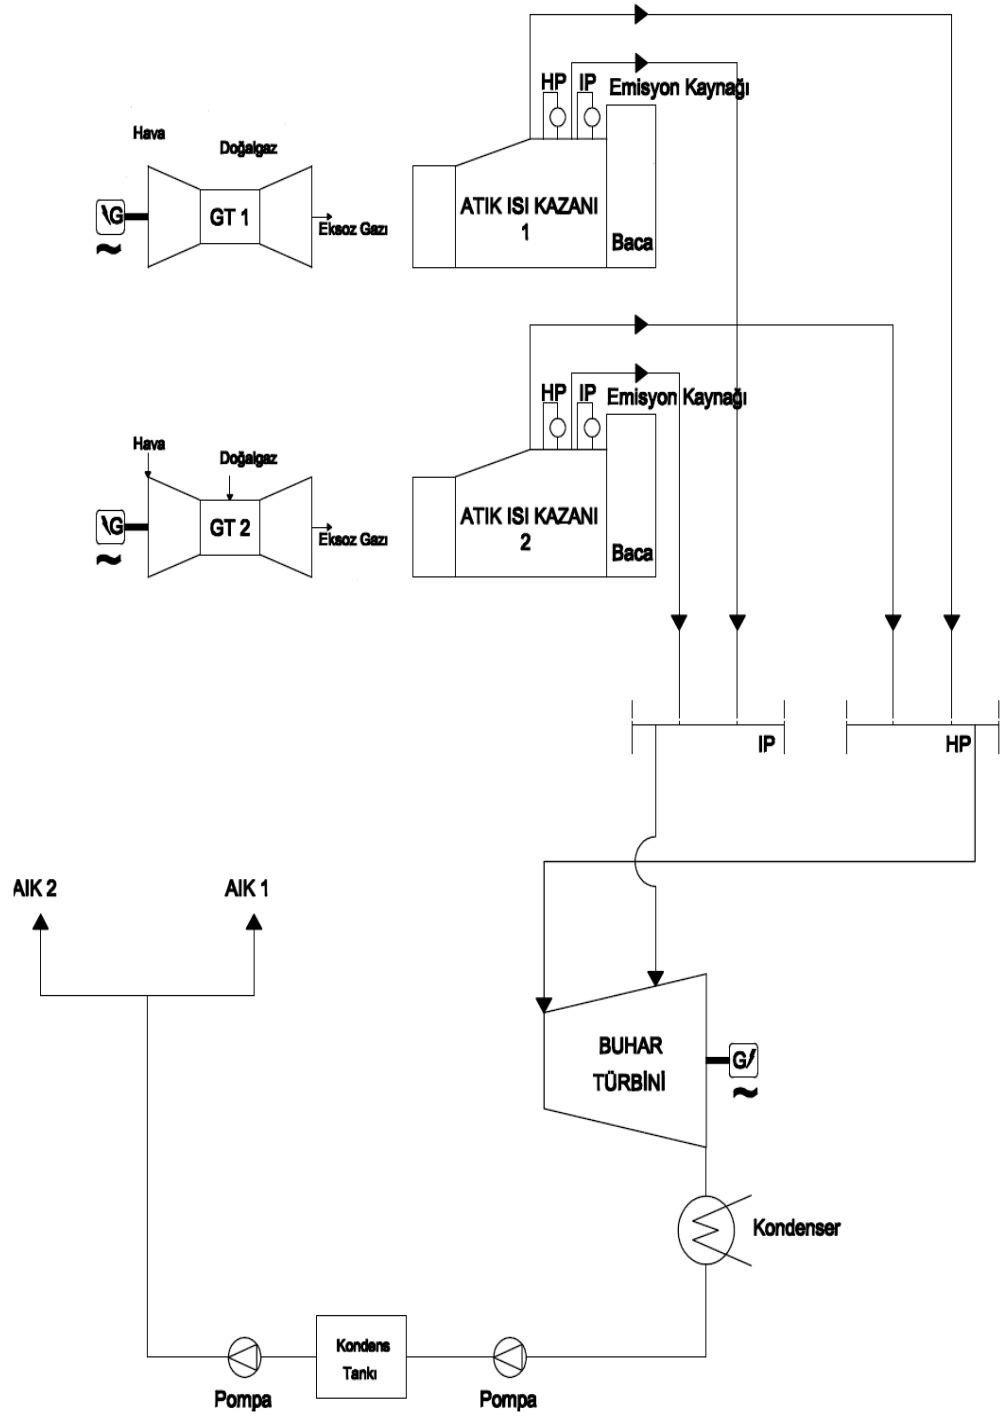 HP
IP
Emisyon Kaynağı
Hava
Doğalgaz
G
GT 1
Eksoz Gazı
ATIK ISI KAZANI
1
Baca
HP
IP
Emisyon Kaynağı
Hava
Doğalgaz
G
GT 2
Eksoz Gazı
ATIK ISI KAZANI
2
Baca
IP
HP
AIK 2
AIK 1
BUHAR
TÜRBİNİ
G
Kondenser
Kondens
Tankı
Pompa
Pompa